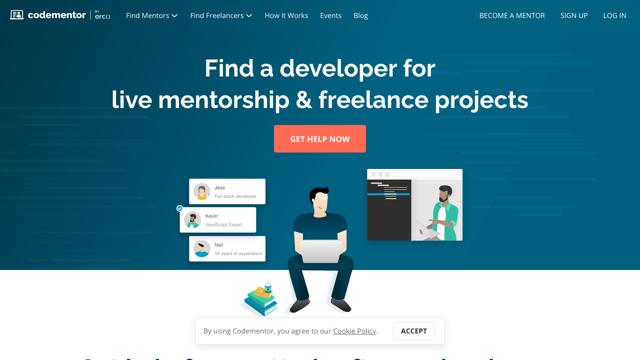 codementor BY arc() Find Mentors Find Freelancers How It Works Events Blog BECOME A MENTOR SIGN UP LOG IN
Find a developer for
live mentorship & freelance projects
GET HELP NOW
Jess
Full stack developer
Kevin
JavaScript Expert
Neil
10 years of experience
By using Codementor, you agree to our Cookie Policy. ACCEPT